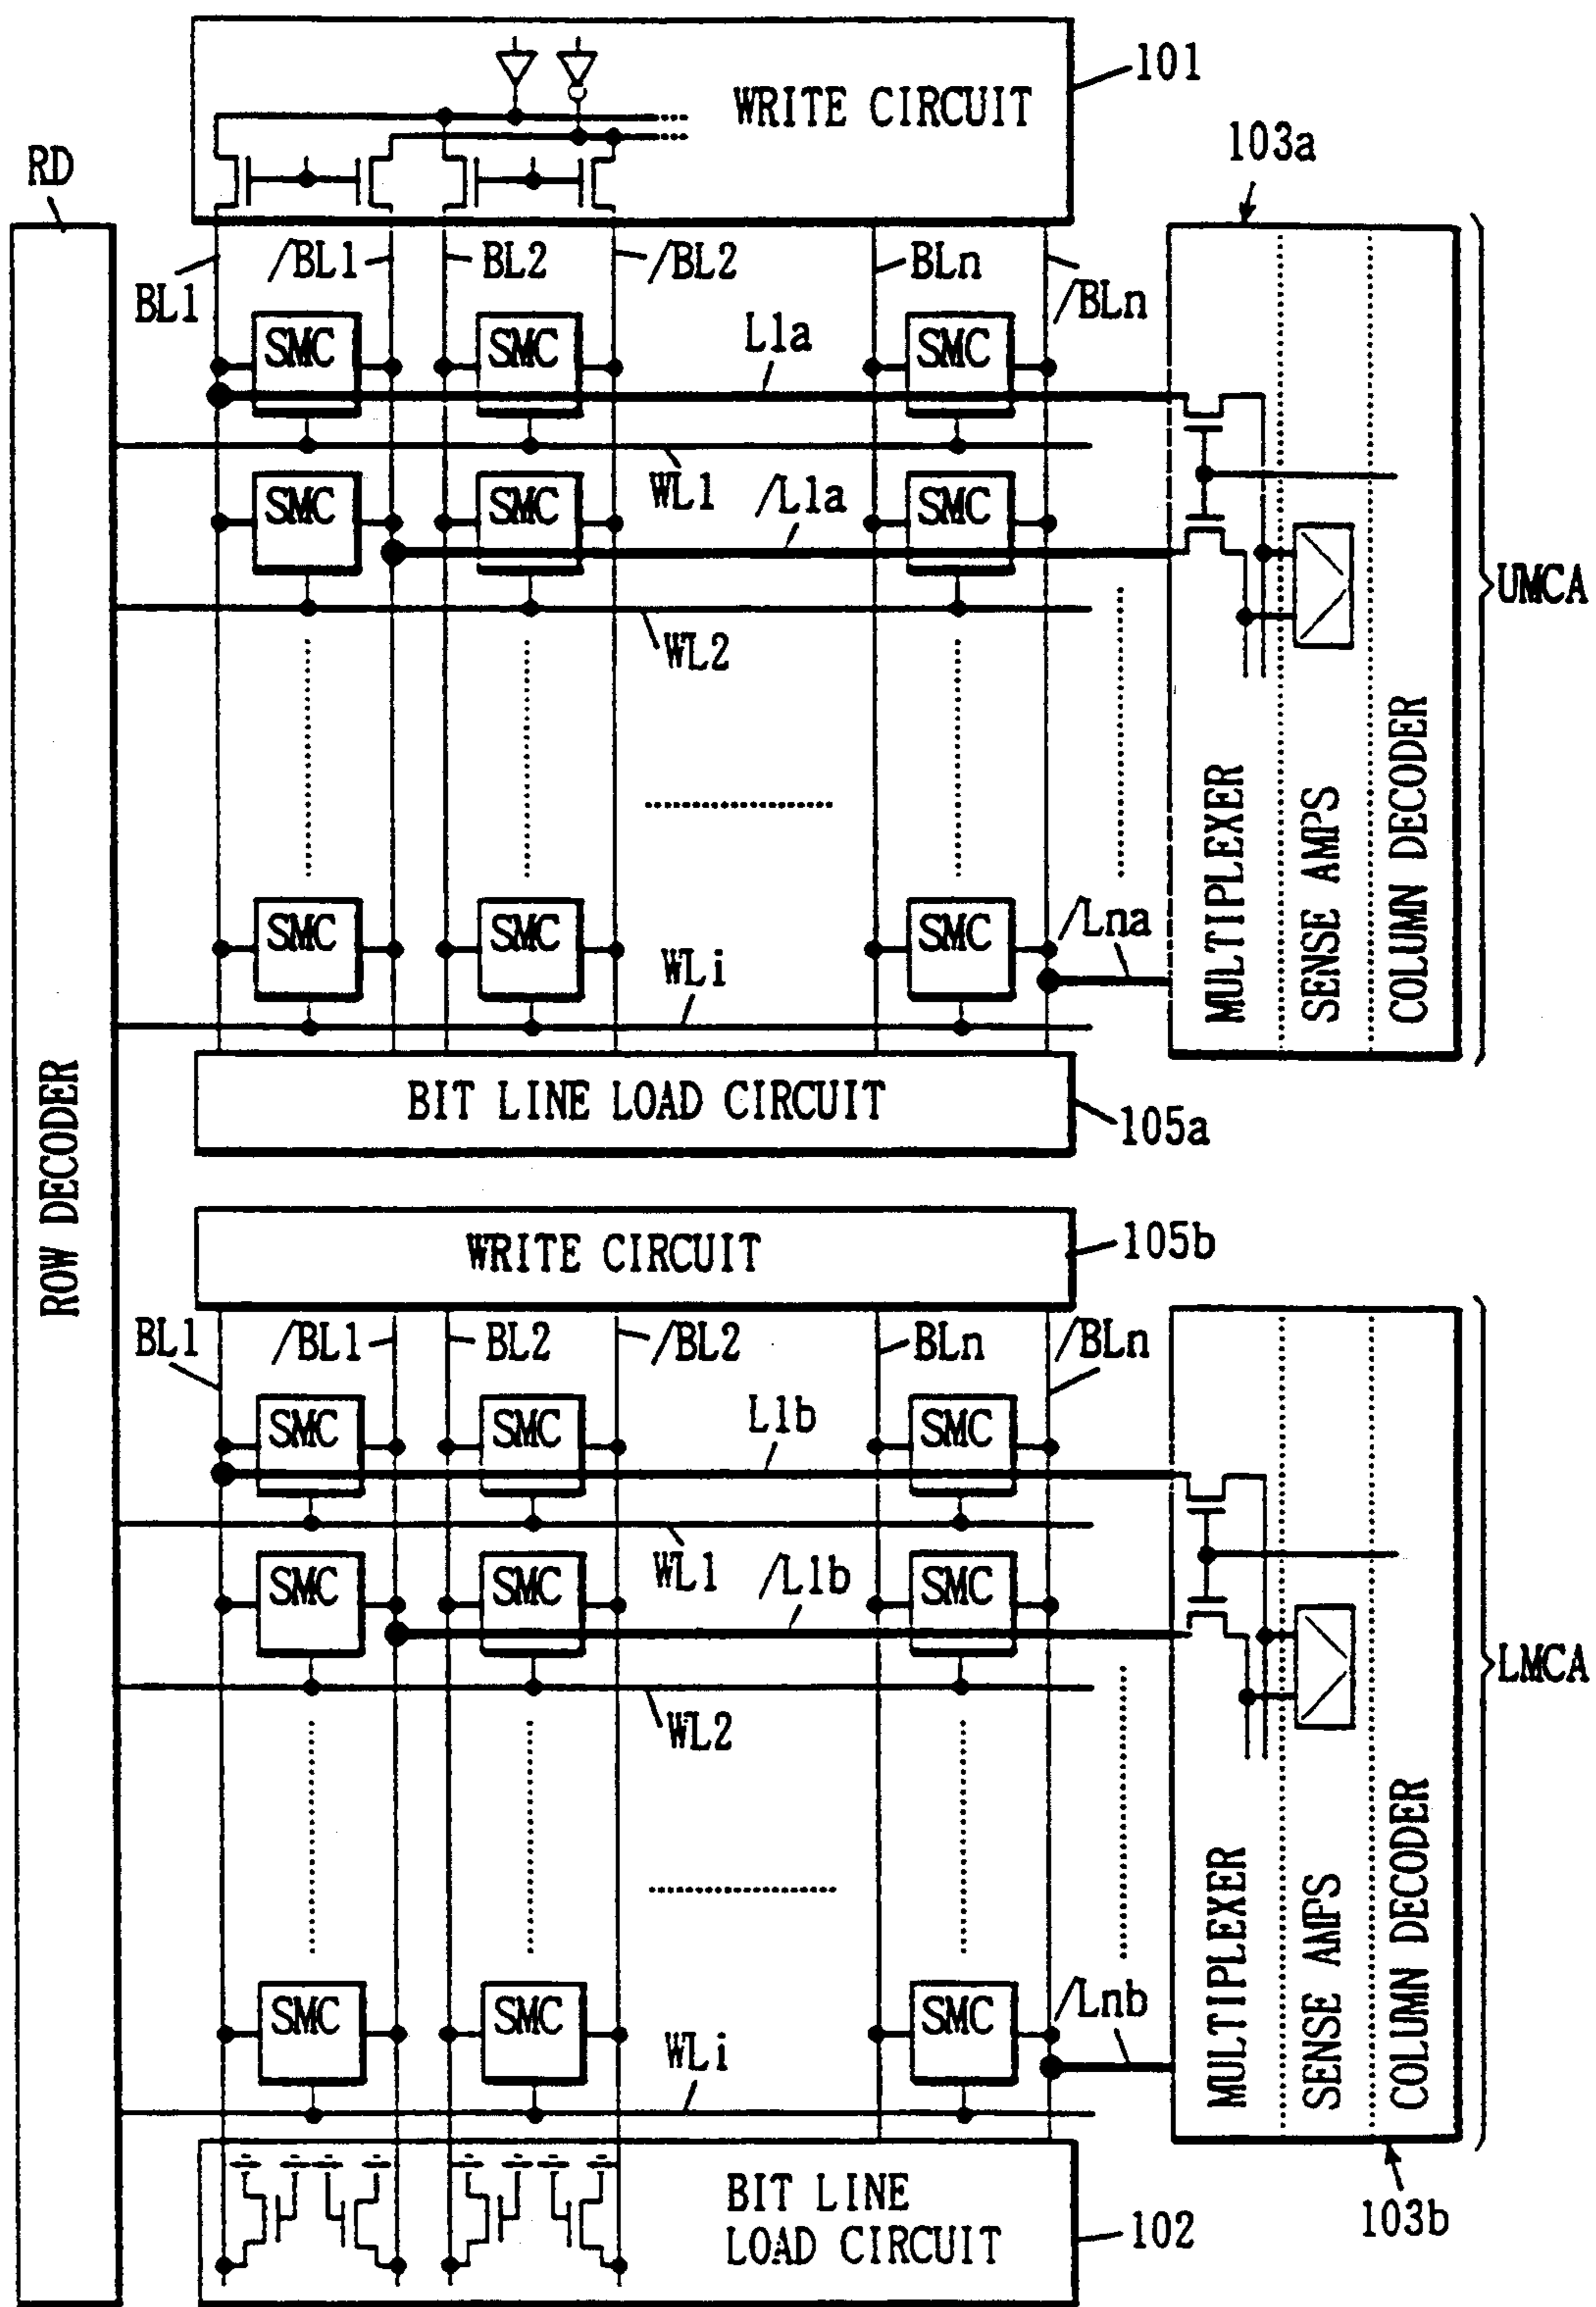 WRITE CIRCUIT
101
103a
RD
BL1
/BL1
BL2
/BL2
BLn
/BLn
SMC
SMC
L1a
SMC
WL1
SMC
SMC
/L1a
SMC
WL2
UMCA
MULTIPLEXER
SENSE AMPS
COLUMN DECODER
SMC
SMC
SMC
/Lna
WLi
BIT LINE LOAD CIRCUIT
105a
ROW DECODER
WRITE CIRCUIT
105b
BL1
/BL1
BL2
/BL2
BLn
/BLn
SMC
SMC
L1b
SMC
WL1
SMC
SMC
/L1b
SMC
WL2
LMCA
MULTIPLEXER
SENSE AMPS
COLUMN DECODER
SMC
SMC
SMC
/Lnb
WLi
BIT LINE
LOAD CIRCUIT
102
103b